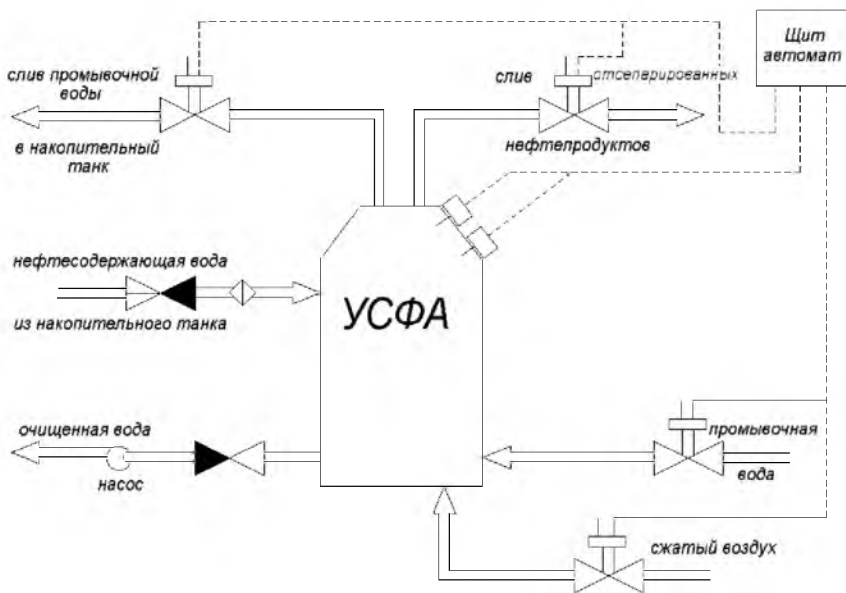 Щит
автомат
слив промывочной
воды
в накопительный
танк
слив отсепарированных
нефтепродуктов
нефтесодержающая вода
из накопительного танка
УСФА
очищенная вода
насос
промывочная
вода
сжатый воздух